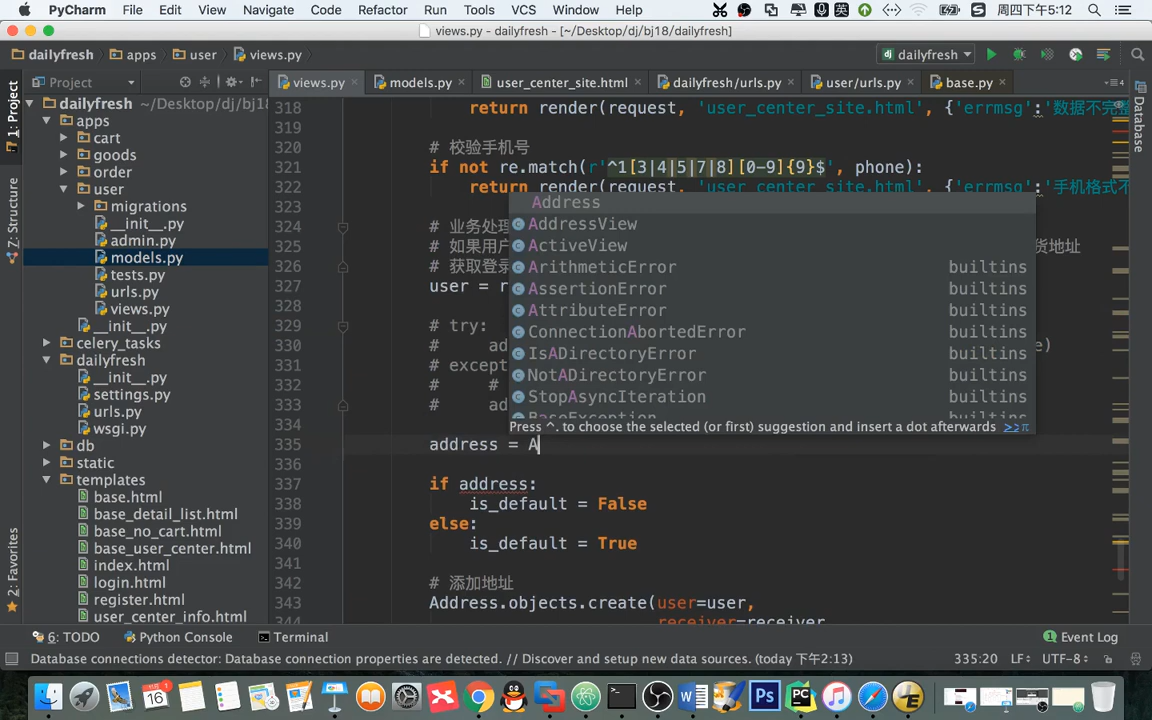 PyCharm File Edit View Navigate Code Refactor Run Tools VCS Window Help 英 周四下午5:12
views.py - dailyfresh - [~/Desktop/dj/bj18/dailyfresh]
dailyfresh apps user views.py dailyfresh
Project views.py models.py user_center_site.html dailyfresh/urls.py user/urls.py base.py
1: Project
7: Structure
2: Favorites
Database
dailyfresh ~/Desktop/dj/bj18
apps
cart
goods
order
user
migrations
__init__.py
admin.py
models.py
tests.py
urls.py
views.py
__init__.py
celery_tasks
dailyfresh
__init__.py
settings.py
urls.py
wsgi.py
db
static
templates
base.html
base_detail_list.html
base_no_cart.html
base_user_center.html
index.html
login.html
register.html
user_center_info.html
318 return render(request, 'user_center_site.html', {'errmsg':'数据不完整
319
320 # 校验手机号
321 if not re.match(r'^1[3|4|5|7|8][0-9]{9}$', phone):
322 return render(request, 'user_center_site.html', {'errmsg':'手机格式不
323
324 # 业务处理
325 # 如果用户 货地址
326 # 获取登录
327 user = r
328
329 # try:
330 # ad e)
331 # except
332 # #
333 # ad
334
335 address = A
336
337 if address:
338 is_default = False
339 else:
340 is_default = True
341
342 # 添加地址
343 Address.objects.create(user=user,
receiver=receiver
Address
AddressView
ActiveView
ArithmeticError builtins
AssertionError builtins
AttributeError builtins
ConnectionAbortedError builtins
IsADirectoryError builtins
NotADirectoryError builtins
StopAsyncIteration builtins
BaseException builtins
Press ^. to choose the selected (or first) suggestion and insert a dot afterwards >>π
6: TODO Python Console Terminal 1 Event Log
Database connections detector: Database connection properties are detected. // Discover and setup new data sources. (today 下午2:13) 335:20 LF÷ UTF-8÷